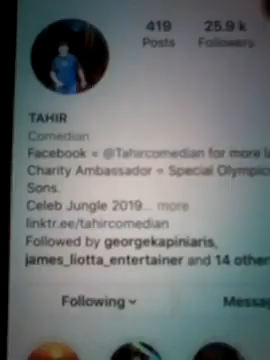 419 25.9 k
Posts Followers
TAHIR
Comedian
Facebook = @Tahircomedian for more
Charity Ambassador = Special Olympic
Sons.
Celeb Jungle 2019... more
linktr.ee/tahircomedian
Followed by georgekapiniaris,
james_liotta_entertainer and 14 other
Following Messa